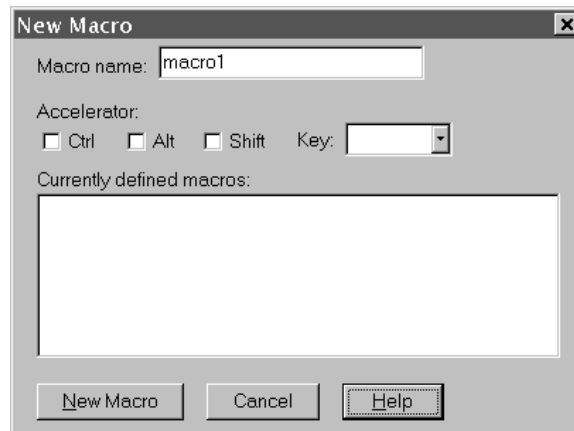 New Macro
Macro name: macro1
Accelerator:
Ctrl Alt Shift Key:
Currently defined macros:
New Macro Cancel Help